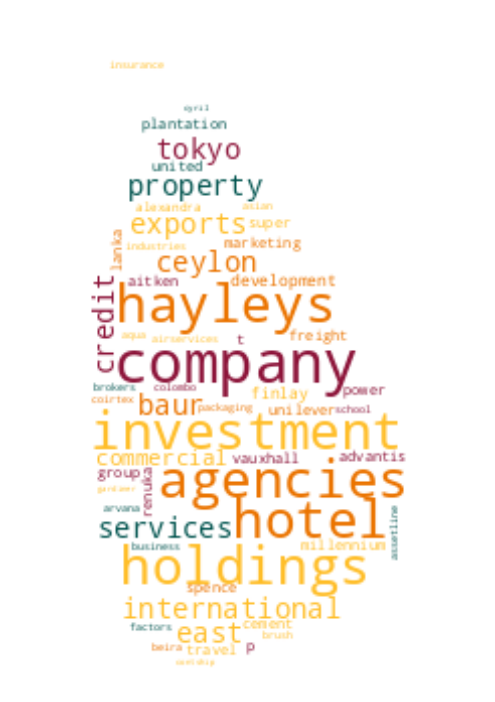 insurance
cyril
plantation
tokyo
united
property
alexandra asian
exports super
lanka
industries marketing
ceylon
aitken development
credit
hayleys
aqua airservices t freight
company
brokers colombo finlay power
coirtex baur packaging unilever school
investment
commercial vauxhall advantis
group renuka agencies
gardiner
arvana assetline
services hotel
business millennium
holdings
spence
international
factors east cement
brush
beira travel p